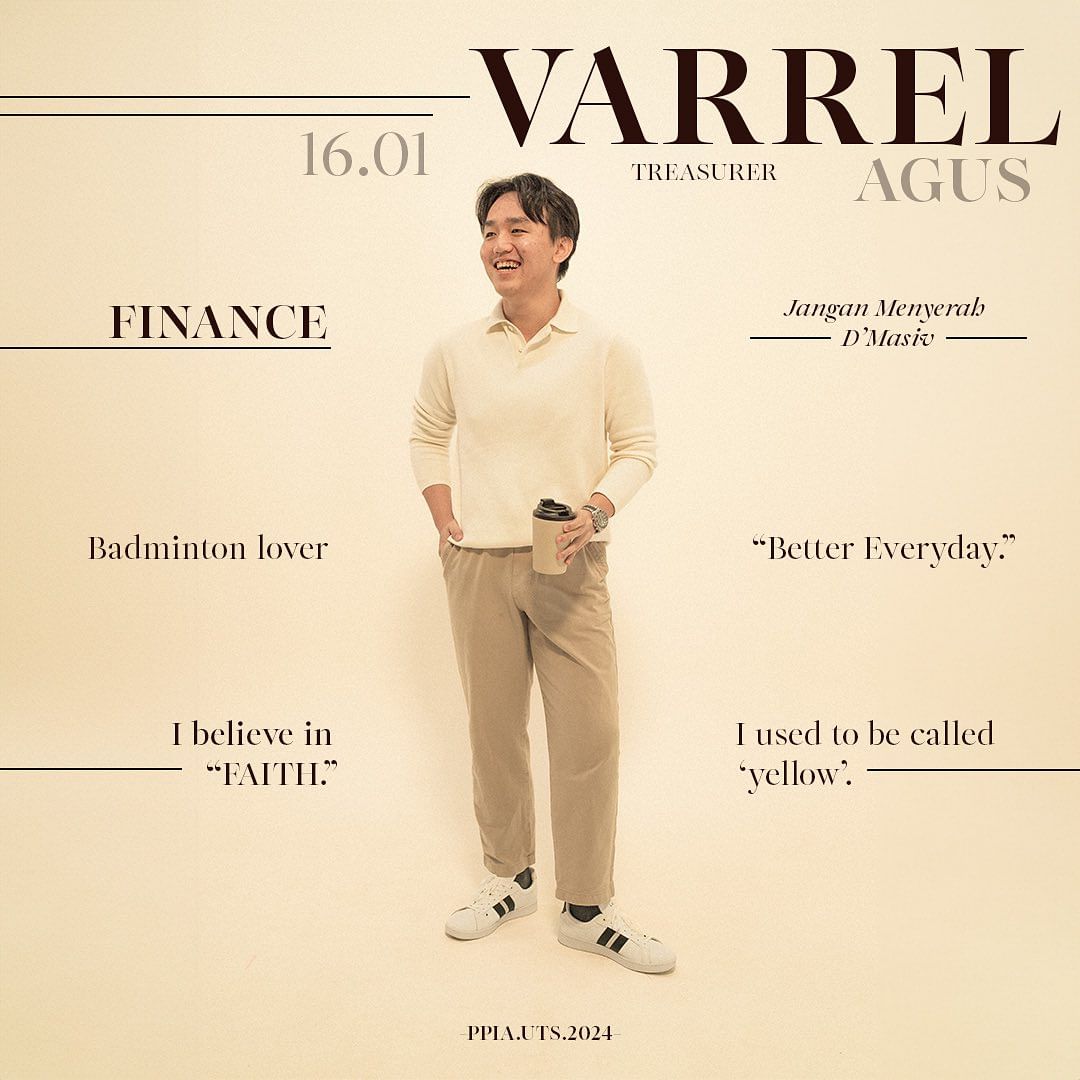 VARREL
16.01
TREASURER
AGUS
FINANCE
Jangan Menyerah
D’Masiv
Badminton lover
“Better Everyday.”
I believe in
“FAITH.”
I used to be called
‘yellow’.
-PPIA.UTS.2024-